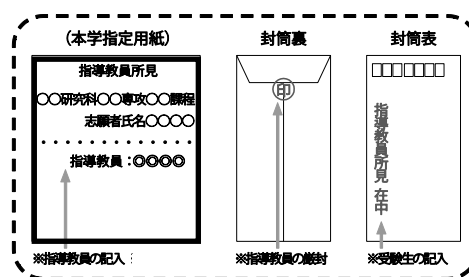 (本学指定用紙)
指導教員所見
○○研究科○○専攻○○課程
志願者氏名○○○○
指導教員:◎◎◎◎
※指導教員の記入
封筒裏
印
※指導教員の厳封
封筒表
□□□□□□□
指導教員所見 在中
※受験生の記入